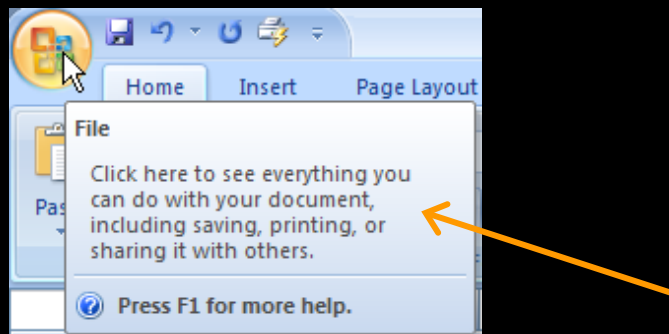 Home Insert Page Layout
File
Click here to see everything you
can do with your document,
including saving, printing, or
sharing it with others.
Pas
Press F1 for more help.